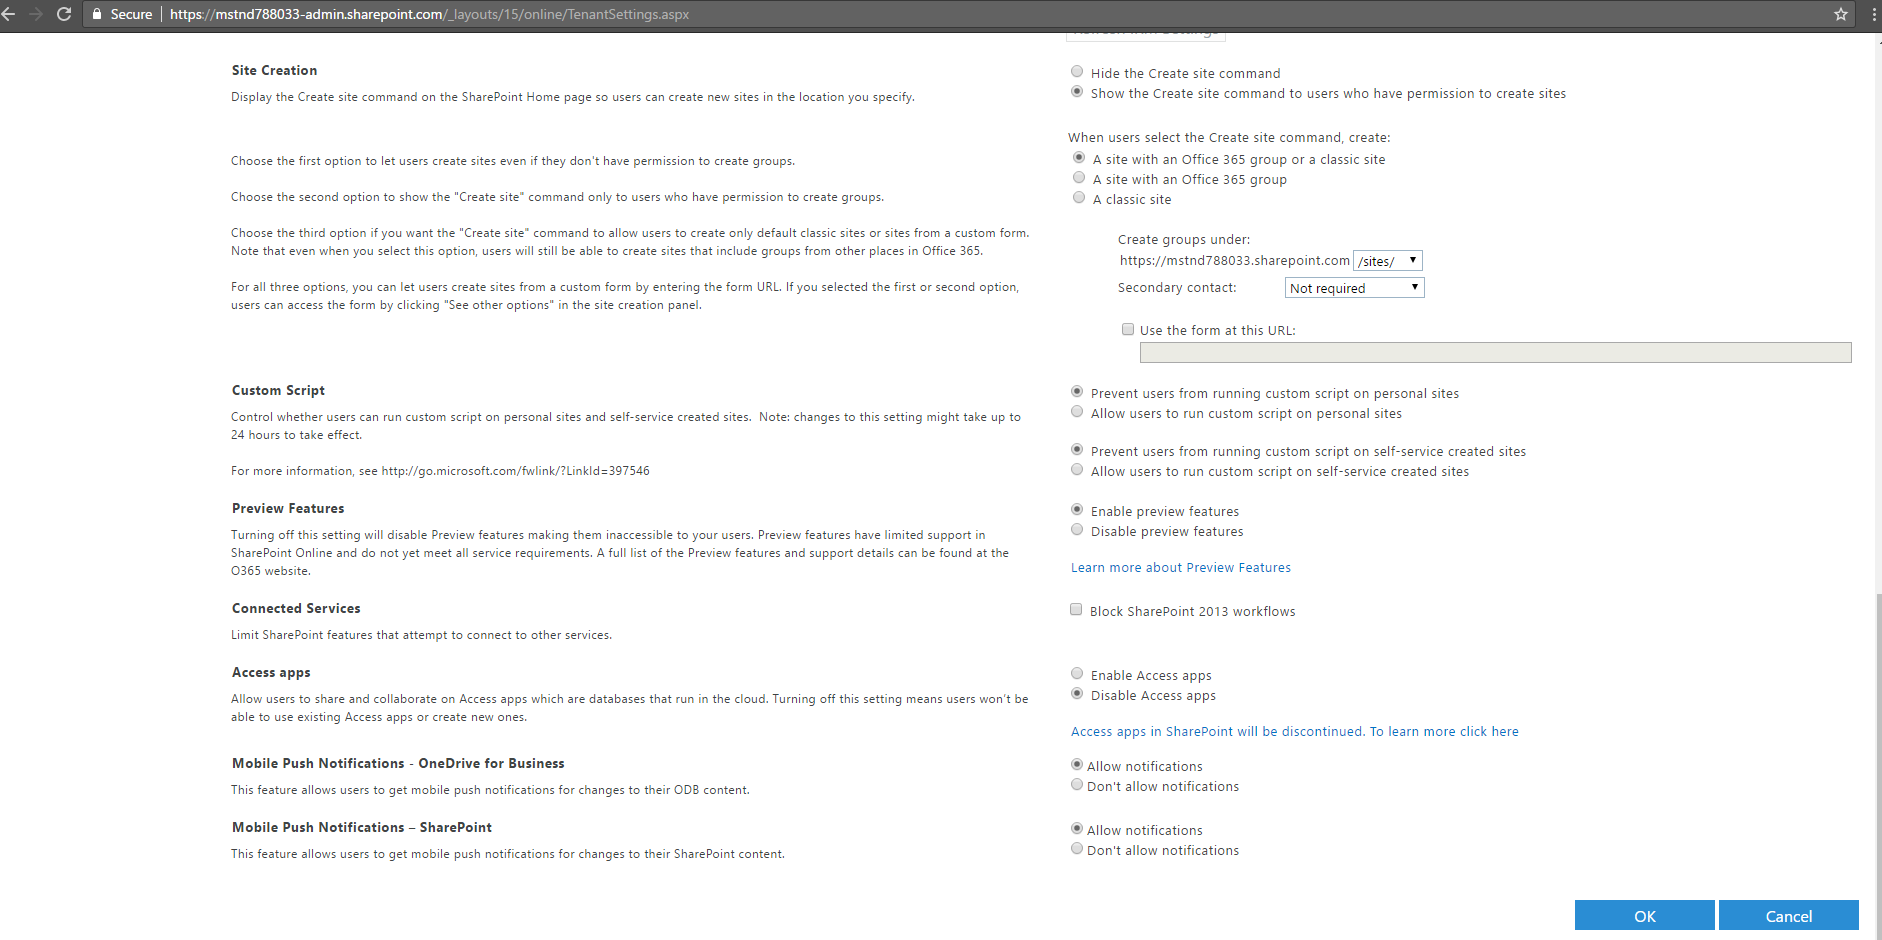 Secure | https://mstnd788033-admin.sharepoint.com/_layouts/15/online/TenantSettings.aspx
Site Creation
Display the Create site command on the SharePoint Home page so users can create new sites in the location you specify.
Hide the Create site command
Show the Create site command to users who have permission to create sites
When users select the Create site command, create:
Choose the first option to let users create sites even if they don't have permission to create groups.
A site with an Office 365 group or a classic site
A site with an Office 365 group
Choose the second option to show the "Create site" command only to users who have permission to create groups.
A classic site
Choose the third option if you want the "Create site" command to allow users to create only default classic sites or sites from a custom form.
Note that even when you select this option, users will still be able to create sites that include groups from other places in Office 365.
Create groups under:
https://mstnd788033.sharepoint.com /sites/
For all three options, you can let users create sites from a custom form by entering the form URL. If you selected the first or second option,
users can access the form by clicking "See other options" in the site creation panel.
Secondary contact: Not required
Use the form at this URL:
Custom Script
Control whether users can run custom script on personal sites and self-service created sites. Note: changes to this setting might take up to
24 hours to take effect.
For more information, see http://go.microsoft.com/fwlink/?LinkId=397546
Prevent users from running custom script on personal sites
Allow users to run custom script on personal sites
Prevent users from running custom script on self-service created sites
Allow users to run custom script on self-service created sites
Preview Features
Turning off this setting will disable Preview features making them inaccessible to your users. Preview features have limited support in
SharePoint Online and do not yet meet all service requirements. A full list of the Preview features and support details can be found at the
O365 website.
Enable preview features
Disable preview features
Learn more about Preview Features
Connected Services
Limit SharePoint features that attempt to connect to other services.
Block SharePoint 2013 workflows
Access apps
Allow users to share and collaborate on Access apps which are databases that run in the cloud. Turning off this setting means users won't be
able to use existing Access apps or create new ones.
Enable Access apps
Disable Access apps
Access apps in SharePoint will be discontinued. To learn more click here
Mobile Push Notifications - OneDrive for Business
This feature allows users to get mobile push notifications for changes to their ODB content.
Allow notifications
Don't allow notifications
Mobile Push Notifications – SharePoint
This feature allows users to get mobile push notifications for changes to their SharePoint content.
Allow notifications
Don't allow notifications
OK
Cancel